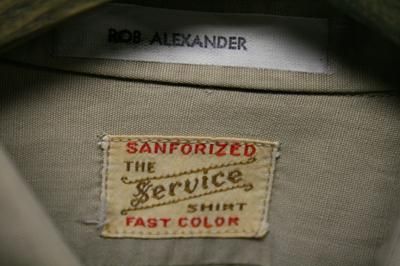 ROB ALEXANDER
SANFORIZED
THE
Service
SHIRT
FAST COLOR